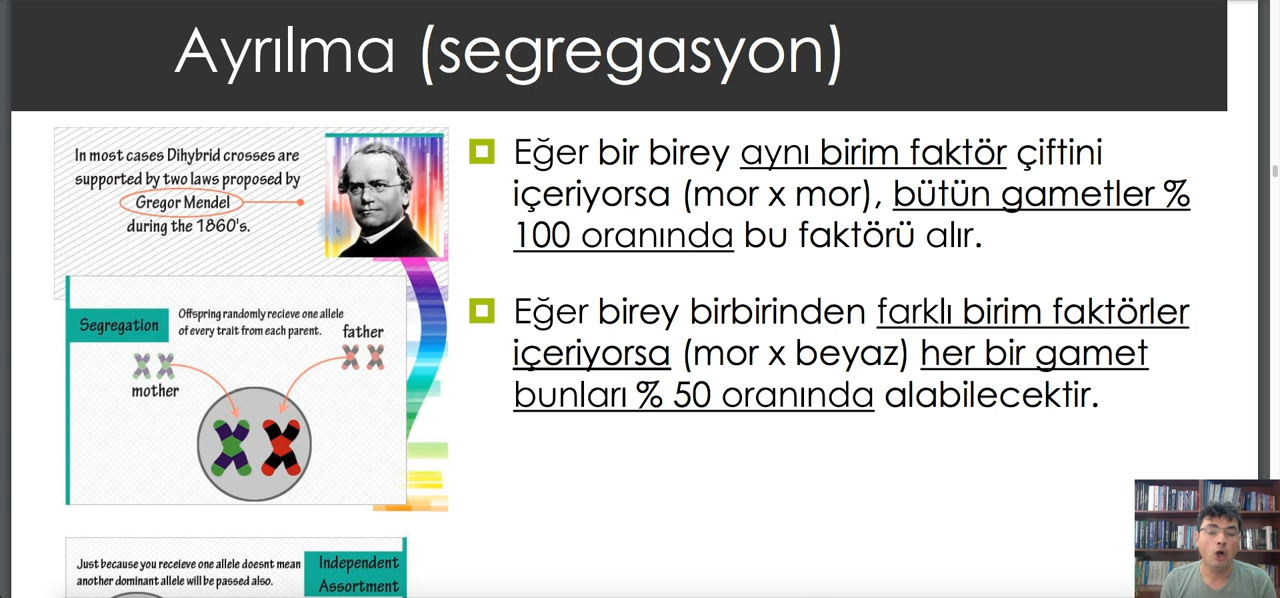 Ayrılma (segregasyon)
In most cases Dihybrid crosses are
supported by two laws proposed by
Gregor Mendel
during the 1860's.
Segregation
Offspring randomly recieve one allele
of every trait from each parent.
father
mother
Just because you receieve one allele doesnt mean
another dominant allele will be passed also.
Independent
Assortment
Eğer bir birey aynı birim faktör çiftini
içeriyorsa (mor x mor), bütün gametler %
100 oranında bu faktörü alır.
Eğer birey birbirinden farklı birim faktörler
içeriyorsa (mor x beyaz) her bir gamet
bunları % 50 oranında alabilecektir.